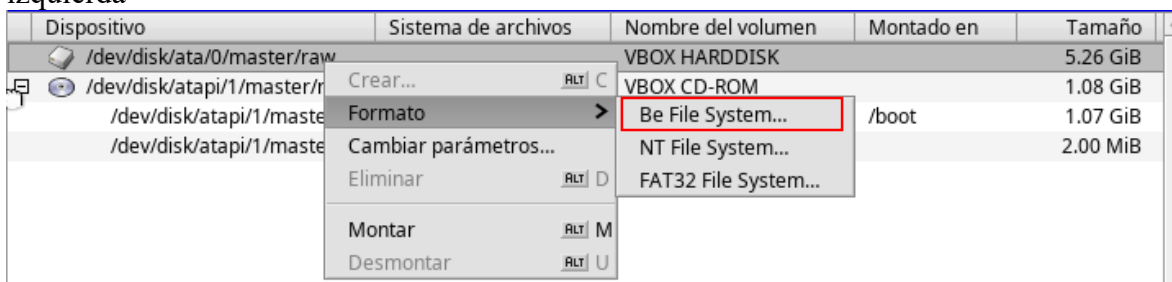 izquierda
Dispositivo Sistema de archivos Nombre del volumen Montado en Tamaño
/dev/disk/ata/0/master/raw VBOX HARDDISK 5.26 GiB
/dev/disk/atapi/1/master/r VBOX CD-ROM 1.08 GiB
/dev/disk/atapi/1/maste /boot 1.07 GiB
/dev/disk/atapi/1/maste 2.00 MiB
Crear... ALT C
Formato >
Cambiar parámetros...
Eliminar ALT D
Montar ALT M
Desmontar ALT U
Be File System...
NT File System...
FAT32 File System...